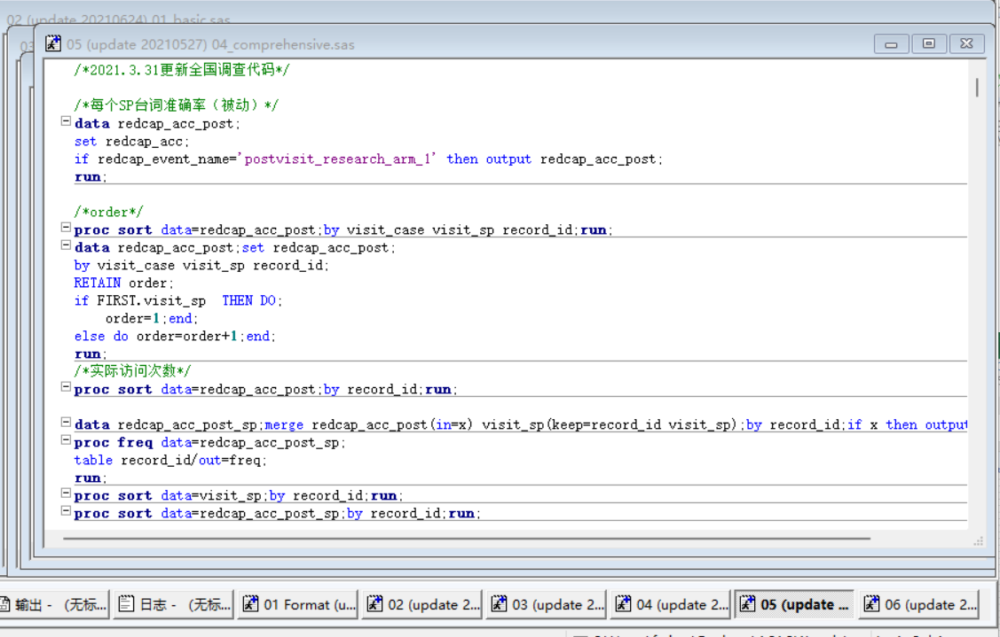 02 (update 20210624) 01_basic.sas
03
05 (update 20210527) 04_comprehensive.sas
/*2021.3.31更新全国调查代码*/
/*每个SP台词准确率（被动）*/
data redcap_acc_post;
set redcap_acc;
if redcap_event_name='postvisit_research_arm_1' then output redcap_acc_post;
run;
/*order*/
proc sort data=redcap_acc_post;by visit_case visit_sp record_id;run;
data redcap_acc_post;set redcap_acc_post;
by visit_case visit_sp record_id;
RETAIN order;
if FIRST.visit_sp  THEN DO;
order=1;end;
else do order=order+1;end;
run;
/*实际访问次数*/
proc sort data=redcap_acc_post;by record_id;run;
data redcap_acc_post_sp;merge redcap_acc_post(in=x) visit_sp(keep=record_id visit_sp);by record_id;if x then output
proc freq data=redcap_acc_post_sp;
table record_id/out=freq;
run;
proc sort data=visit_sp;by record_id;run;
proc sort data=redcap_acc_post_sp;by record_id;run;
输出 - （无标... 日志 - （无标... 01 Format (u... 02 (update 2... 03 (update 2... 04 (update 2... 05 (update ... 06 (update 2...